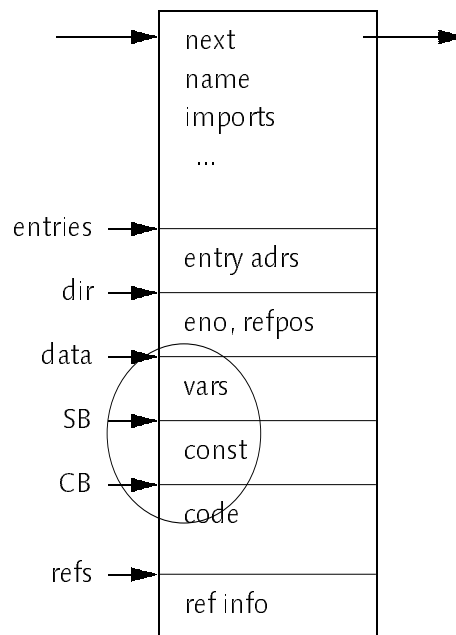 next
name
imports
...
entries
entry adrs
dir
eno, refpos
data
vars
SB
const
CB
code
refs
ref info